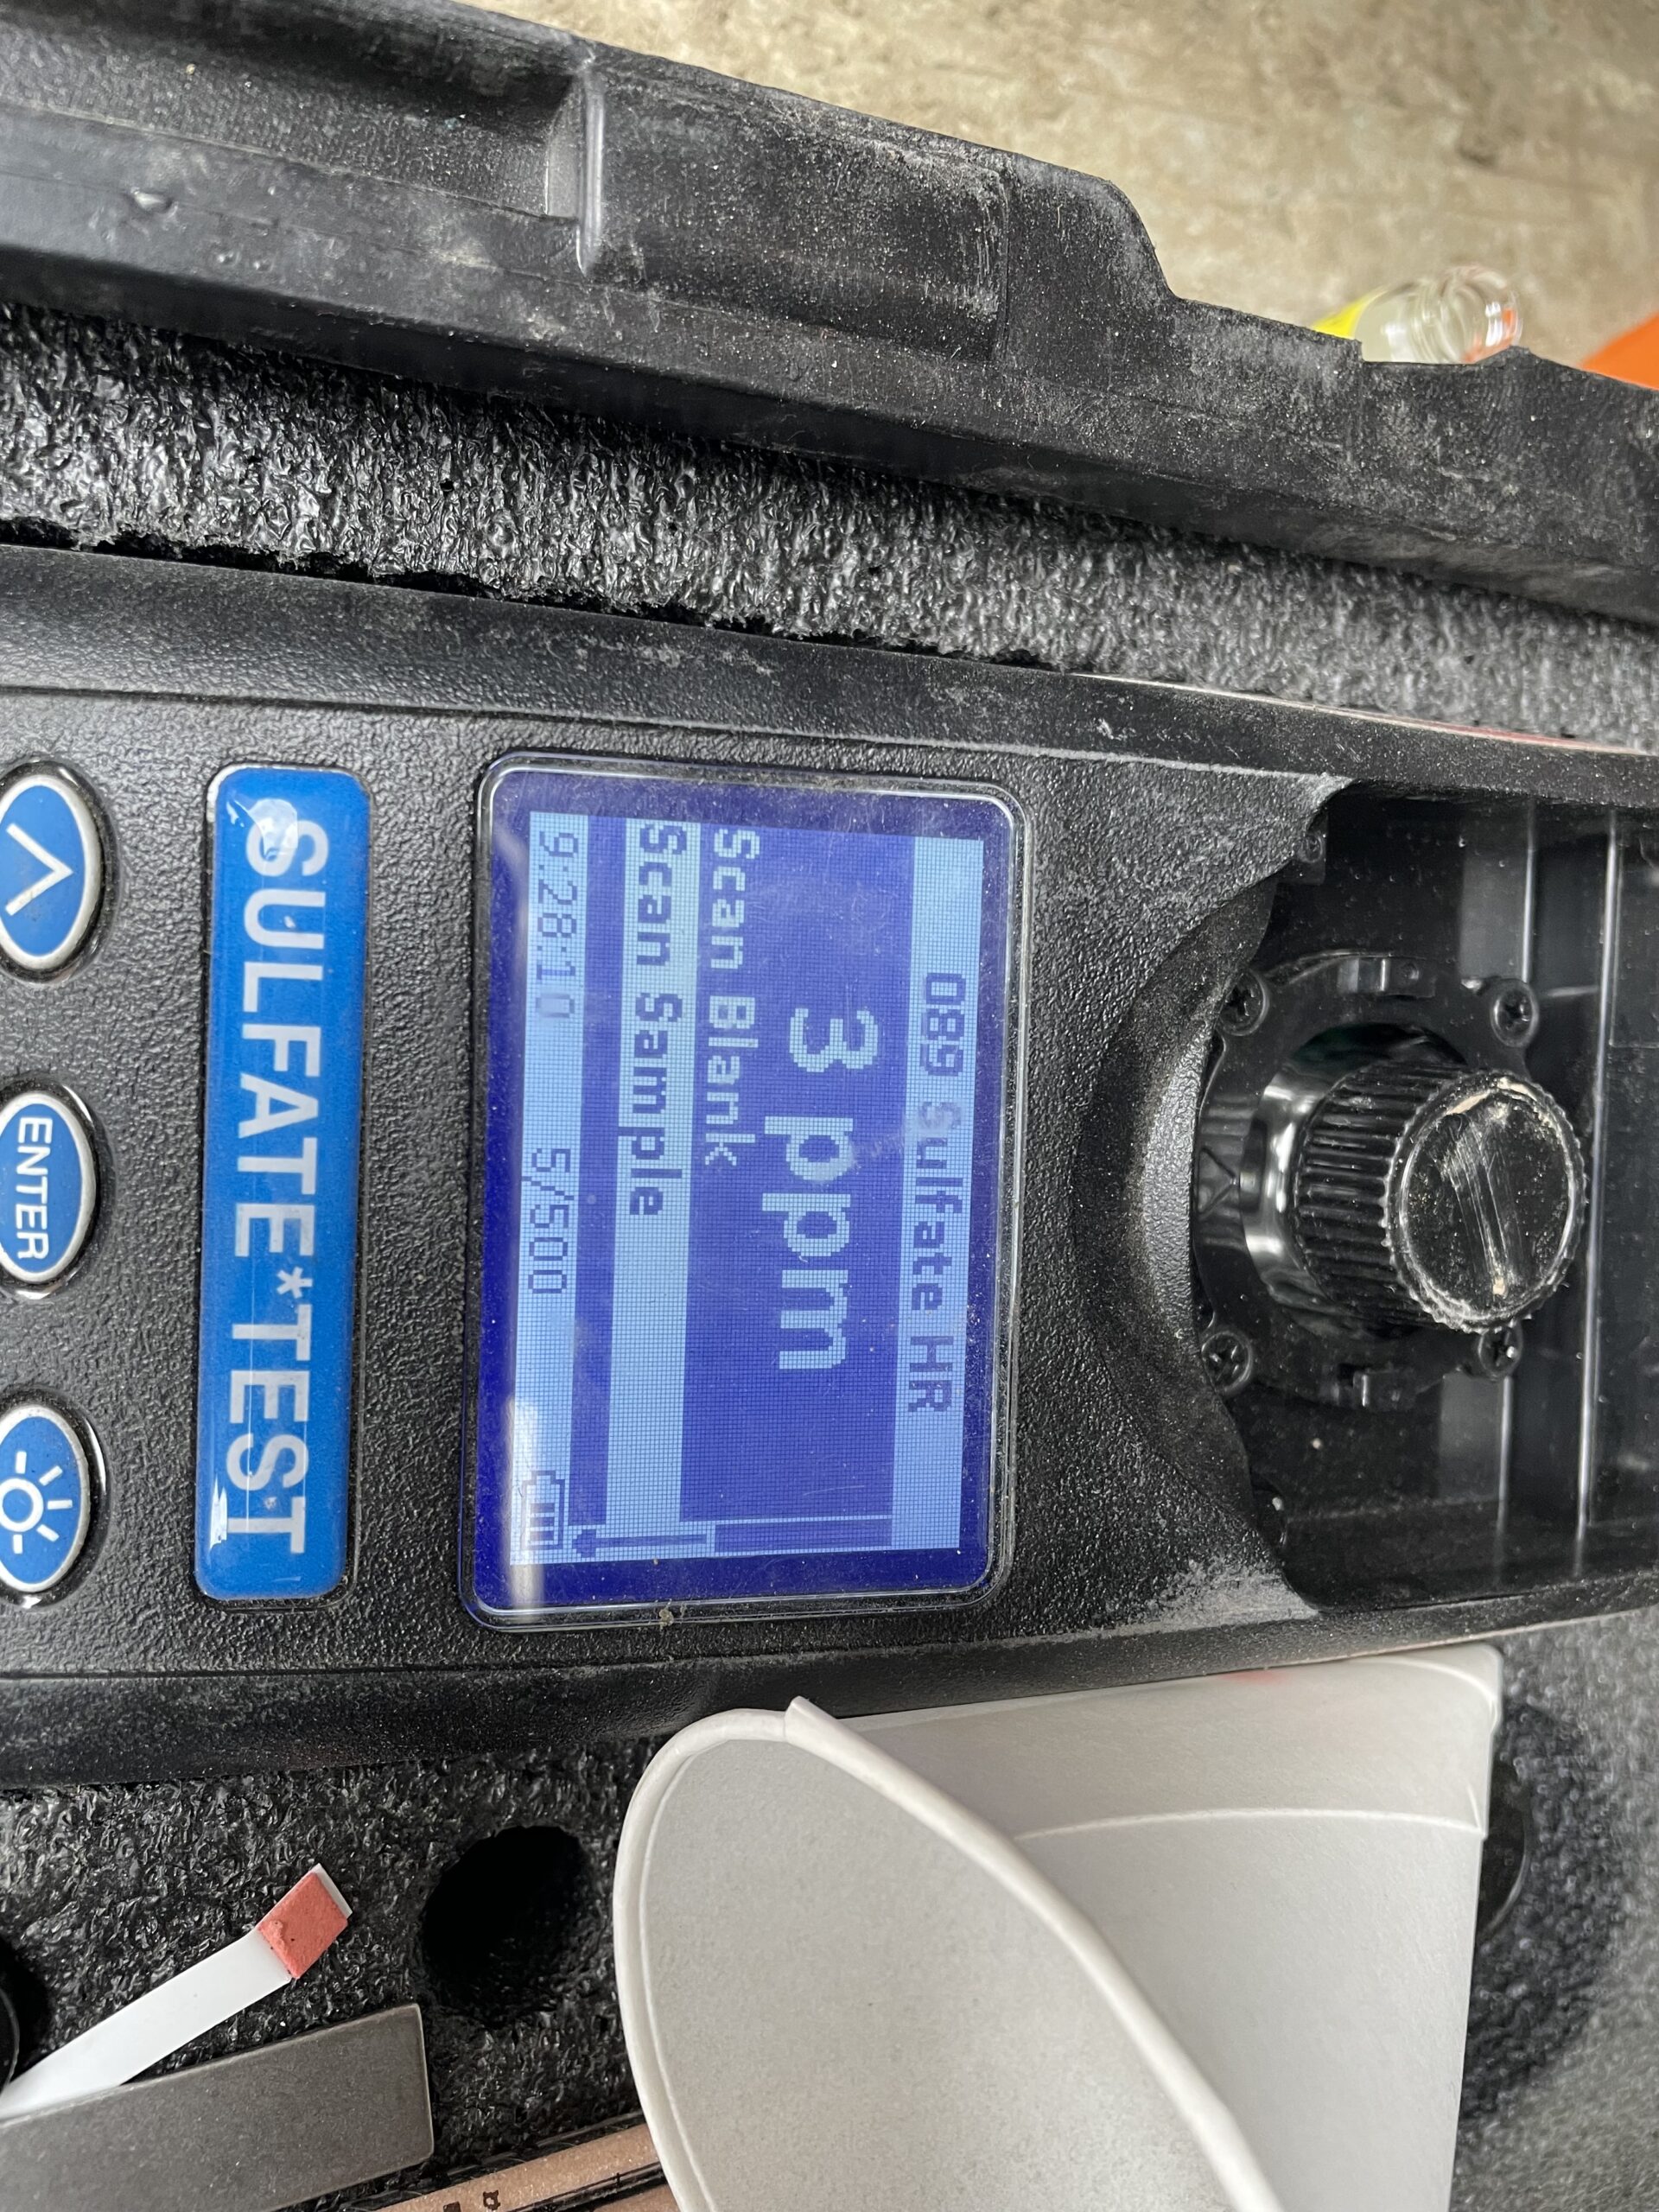 089 Sulfate HR
3 ppm
Scan Blank
Scan Sample
9:28:10 5/500
SULFATE*TEST
ENTER